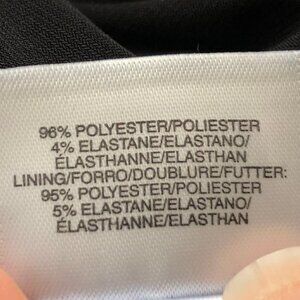 96% POLYESTER/POLIESTER
4% ELASTANE/ELASTANO/
ÉLASTHANNE/ELASTHAN
LINING/FORRO/DOUBLURE/FUTTER:
95% POLYESTER/POLIESTER
5% ELASTANE/ELASTANO/
ÉLASTHANNE/ELASTHAN